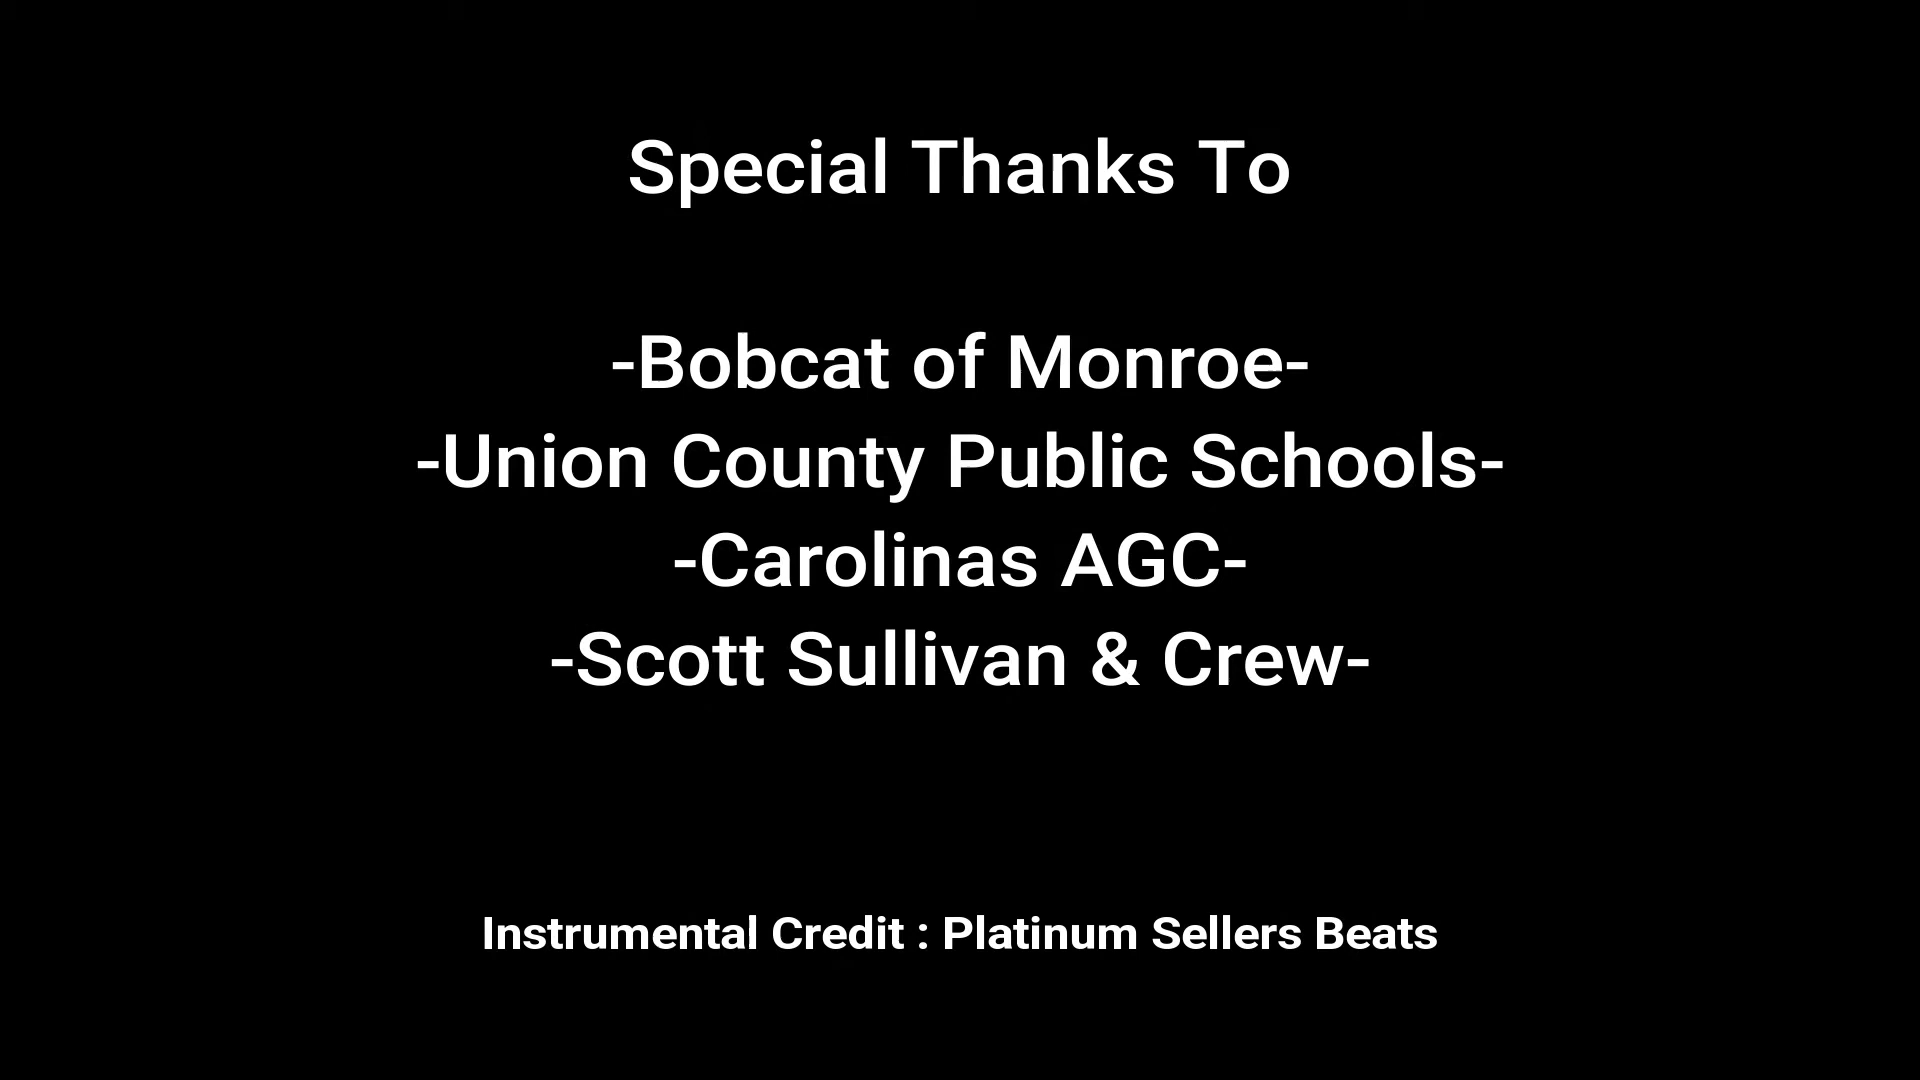 Special Thanks To
-Bobcat of Monroe-
-Union County Public Schools-
-Carolinas AGC-
-Scott Sullivan & Crew-
Instrumental Credit : Platinum Sellers Beats